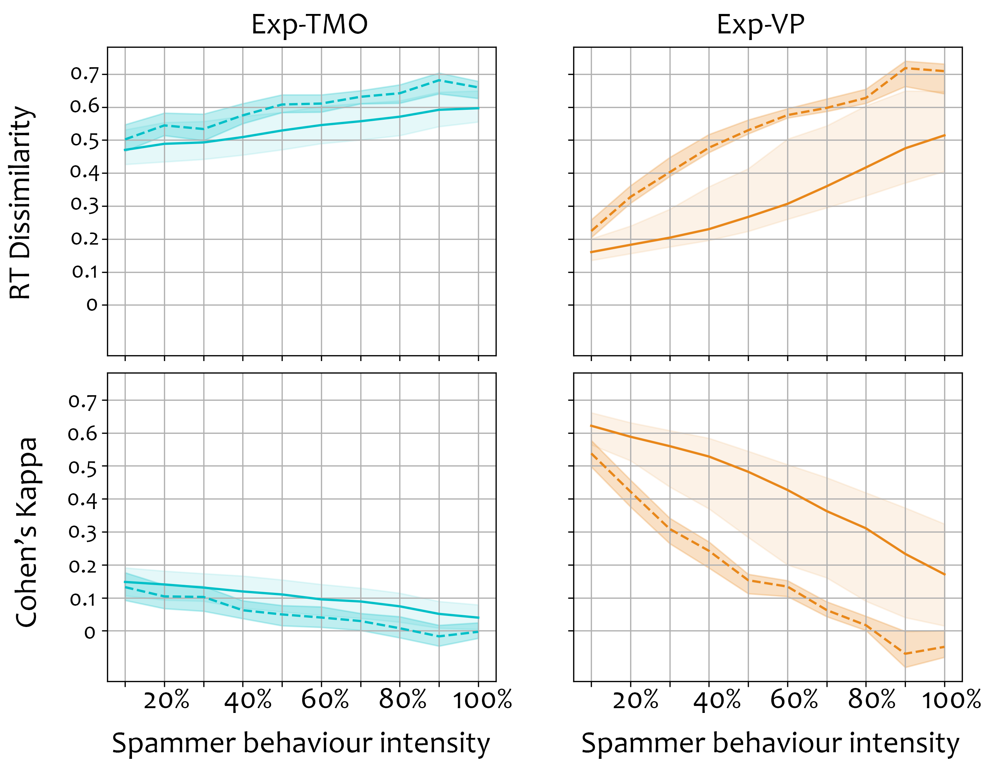 Exp-TMO
Exp-VP
RT Dissimilarity
0.7
0.6
0.5
0.4
0.3
0.2
0.1
0
Cohen's Kappa
0.7
0.6
0.5
0.4
0.3
0.2
0.1
0
20% 40% 60% 80% 100%
20% 40% 60% 80% 100%
Spammer behaviour intensity
Spammer behaviour intensity